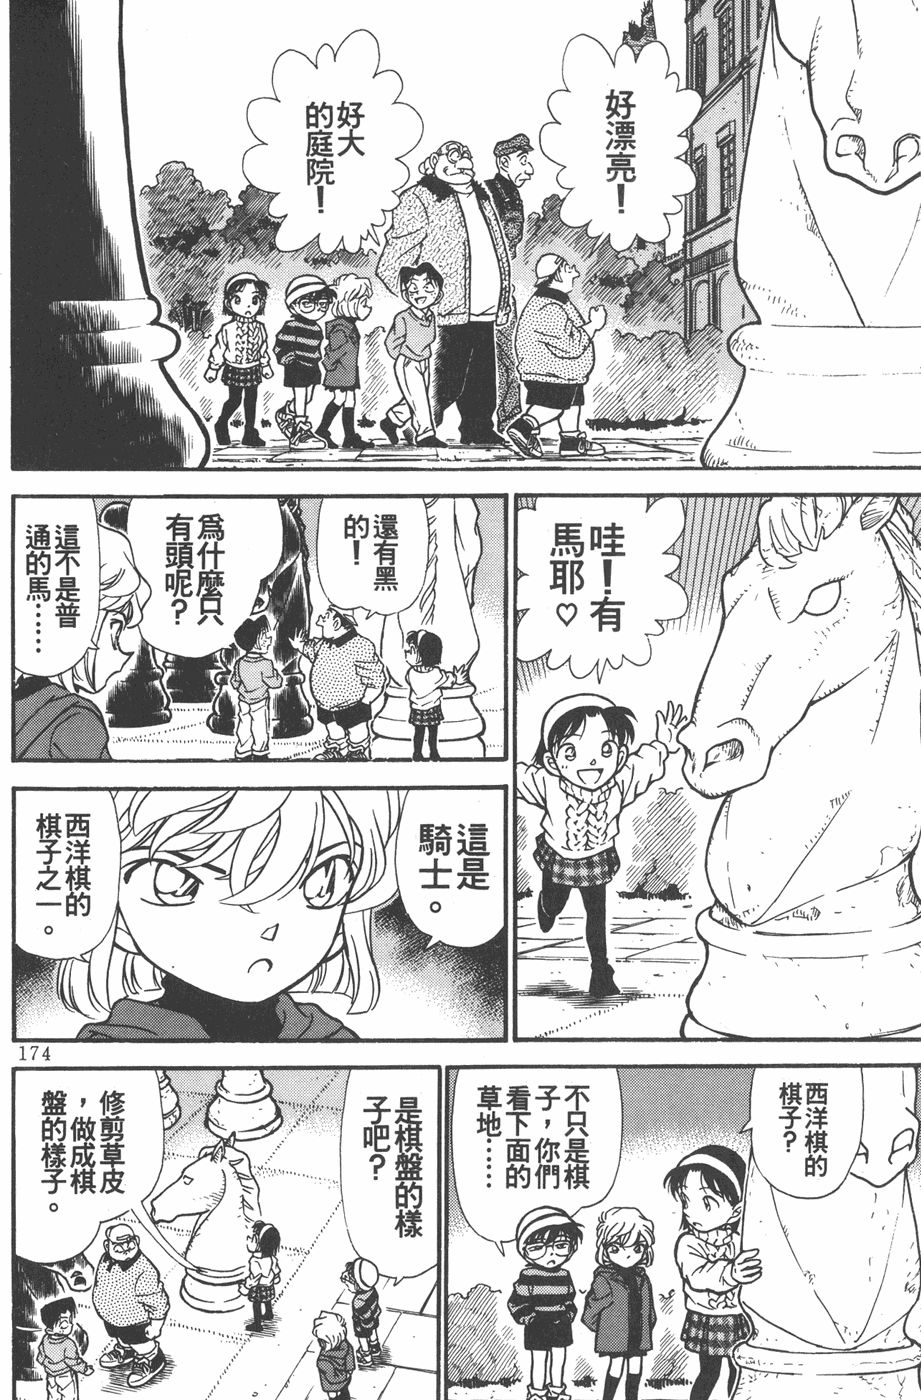 好漂亮！
好大
的庭院！
哇！有
馬耶♡
還有黑
的！
爲什麼只
有頭呢？
這不是普
通的馬……
這是
騎士。
西洋棋的
棋子之一。
174
西洋棋的
棋子？
不只是棋
子，你們
看下面的
草地……
是棋盤的樣
子吧？
修剪草皮
，做成棋
盤的樣子。